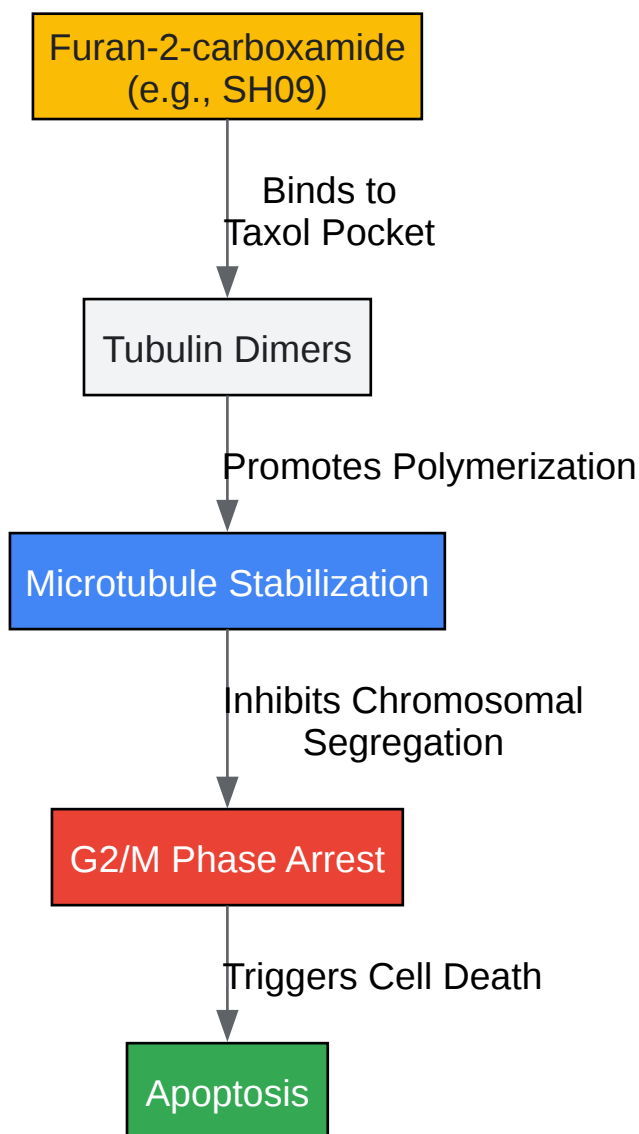 Furan-2-carboxamide
(e.g., SH09)
Binds to
Taxol Pocket
Tubulin Dimers
Promotes Polymerization
Microtubule Stabilization
Inhibits Chromosomal
Segregation
G2/M Phase Arrest
Triggers Cell Death
Apoptosis